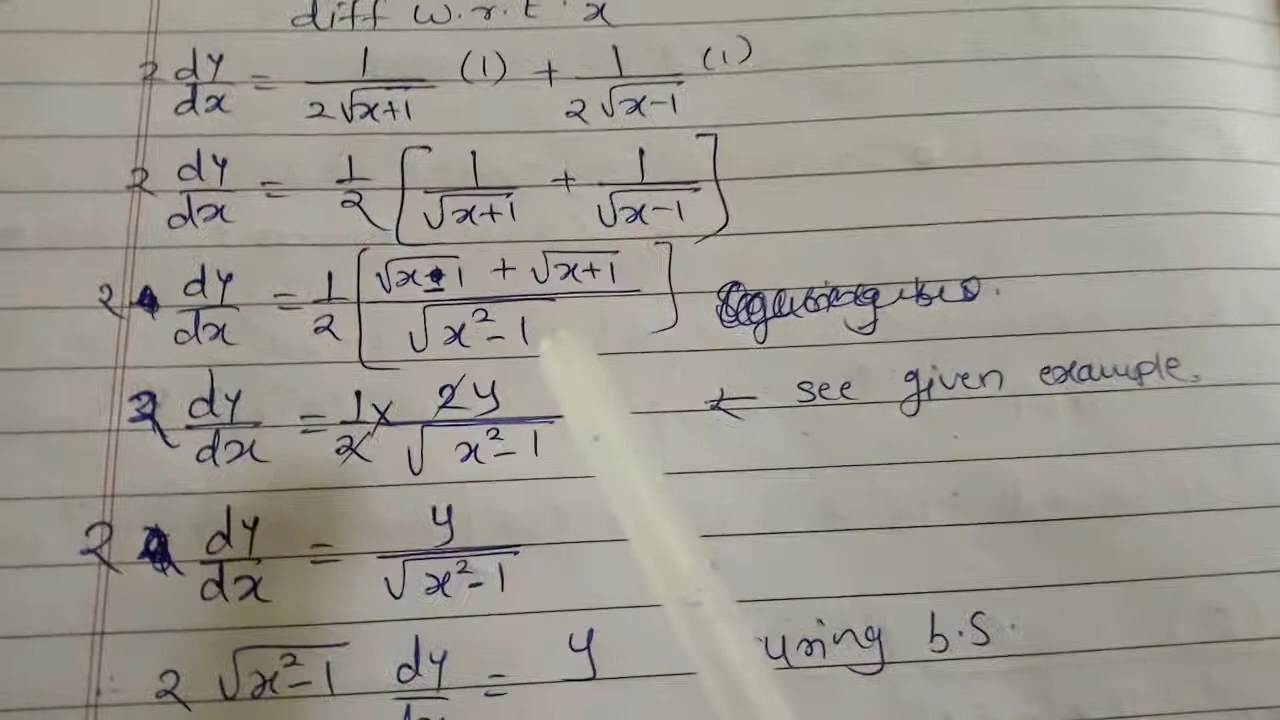 diff w.r.t. x
2 dy/dx = 1/(2√(x+1)) (1) + 1/(2√(x-1)) (1)
2 dy/dx = 1/2 [1/√(x+1) + 1/√(x-1)]
2 dy/dx = 1/2 [(√(x-1) + √(x+1))/√(x²-1)]
2 dy/dx = 1/2 × 2y/√(x²-1) ← see given example.
2 dy/dx = y/√(x²-1)
2 √(x²-1) dy/dx = y using b.s.